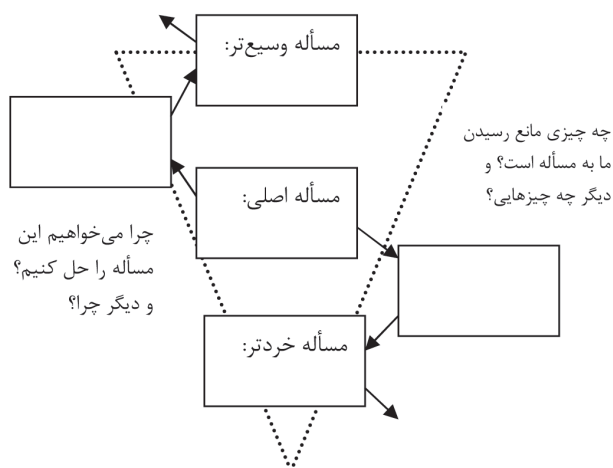 مسأله وسیع‌تر:
چه چیزی مانع رسیدن
ما به مسأله است؟ و
دیگر چه چیزهایی؟
مسأله اصلی:
چرا می‌خواهیم این
مسأله را حل کنیم؟
و دیگر چرا؟
مسأله خردتر: